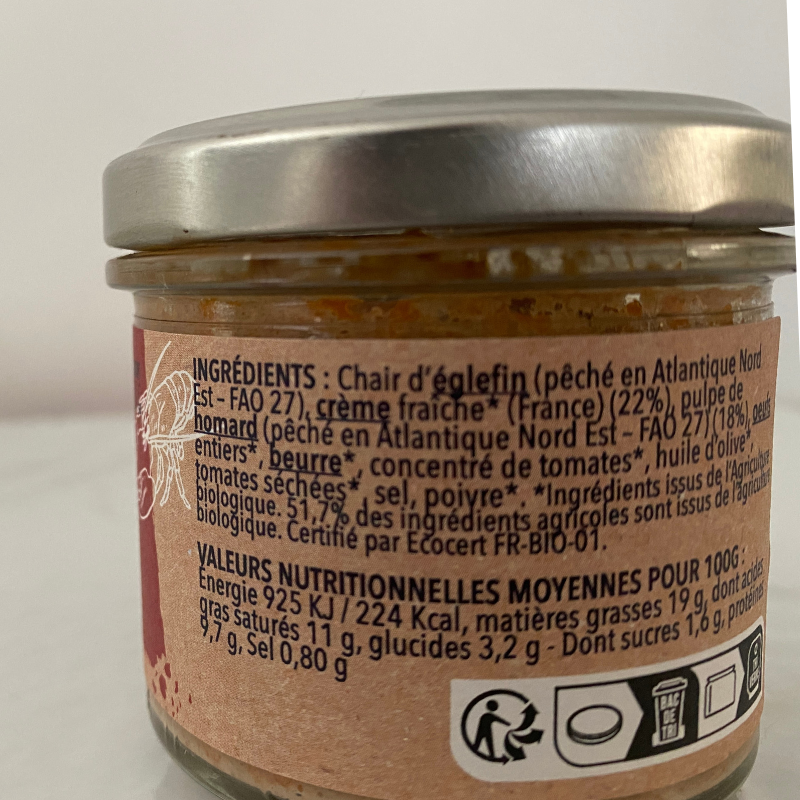 INGRÉDIENTS : Chair d'églefin (pêché en Atlantique Nord
Est - FAO 27), crème fraîche* (France) (22%), pulpe de
homard (pêché en Atlantique Nord Est - FAO 27) (18%), oeufs
entiers*, beurre*, concentré de tomates*, huile d'olive*,
tomates séchées*, sel, poivre*. *Ingrédients issus de l'Agriculture
biologique. 51,7% des ingrédients agricoles sont issus de l'agriculture
biologique. Certifié par Ecocert FR-BIO-01.
VALEURS NUTRITIONNELLES MOYENNES POUR 100G :
Energie 925 KJ / 224 Kcal, matières grasses 19 g, dont acides
gras saturés 11 g, glucides 3,2 g - Dont sucres 1,6 g, protéines
9,7 g, Sel 0,80 g
BAC
DE
TRI